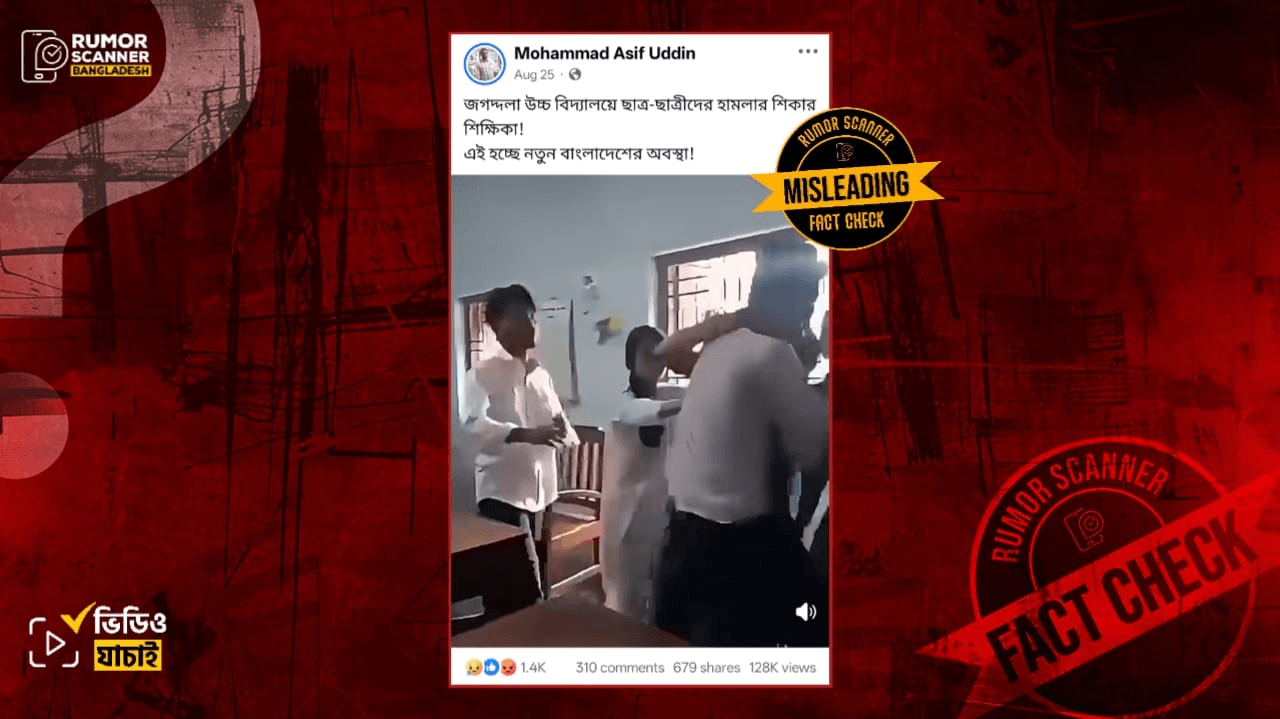 RUMOR
SCANNER
BANGLADESH
Mohammad Asif Uddin
Aug 25
জগদ্দলা উচ্চ বিদ্যালয়ে ছাত্র-ছাত্রীদের হামলার শিকার
শিক্ষিকা!
এই হচ্ছে নতুন বাংলাদেশের অবস্থা!
RUMOR SCANNER
MISLEADING
FACT CHECK
1.4K 310 comments 679 shares 128K views
ভিডিও
যাচাই
RUMOR SCANNER
FACT CHECK